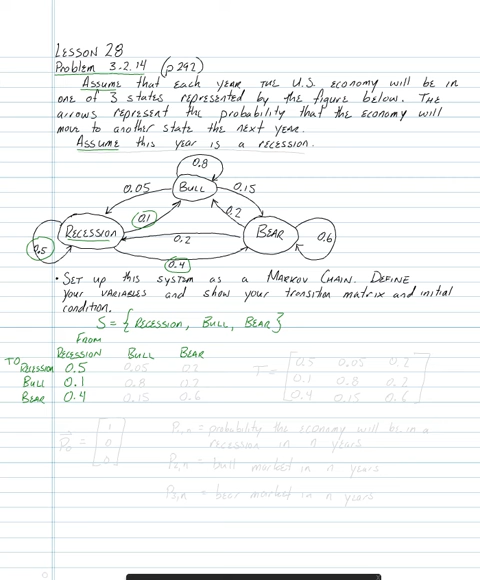 LESSON 28
Problem 3.2.14 (p292)
ASSUME that each year the U.S. economy will be in
one of 3 states represented by the figure below. The
arrows represent the probability that the economy will
move to another state the next year.
ASSUME this year is a recession.
0.8
0.05 BULL 0.15
0.1 0.2
RECESSION BEAR
0.5 0.2 0.6
0.4
• SET up this system as a MARKOV CHAIN. DEFINE
your variables and show your transition matrix and initial
condition.
S = {RECESSION, BULL, BEAR}
FROM
TO RECESSION BULL BEAR
RECESSION 0.5 0.05 0.2
BULL 0.1 0.8 0.2
BEAR 0.4 0.15 0.6
T = [0.5 0.05 0.2
0.1 0.8 0.2
0.4 0.15 0.6]
P0 = [1
0
0]
P1,n = probability the economy will be in a
recession in n years
P2,n = bull market in n years
P3,n = bear market in n years